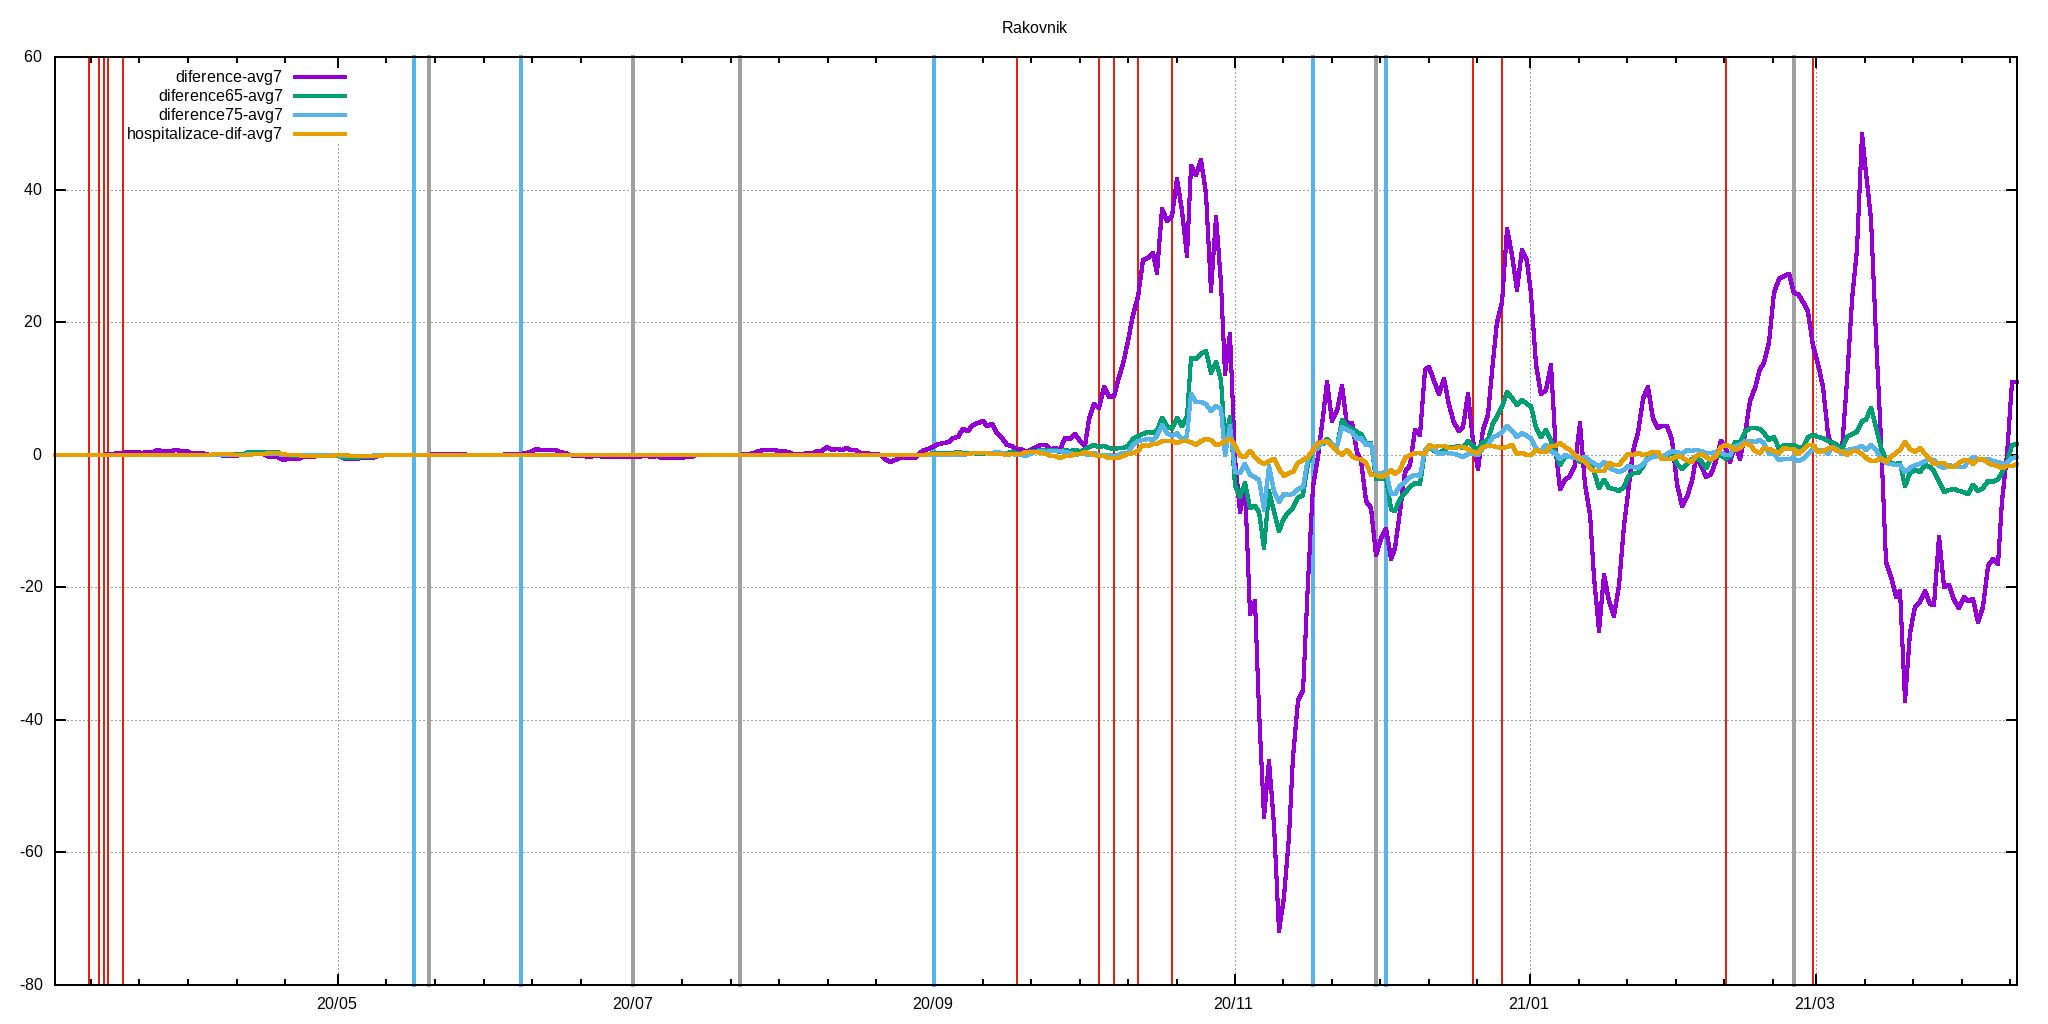 Rakovnik
60
40
20
0
-20
-40
-60
-80
diference-avg7
diference65-avg7
diference75-avg7
hospitalizace-dif-avg7
20/05
20/07
20/09
20/11
21/01
21/03